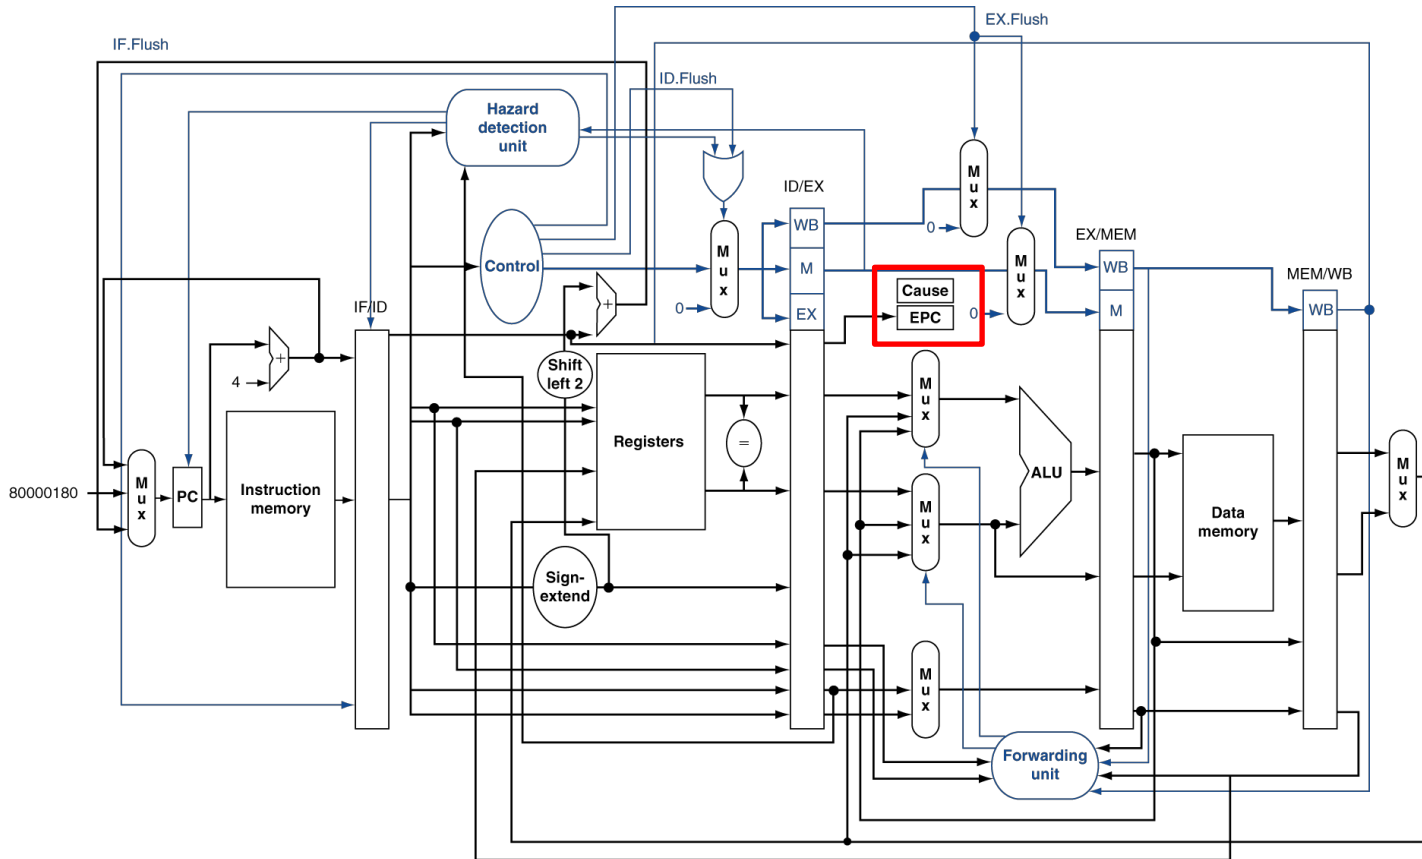 EX.Flush
IF.Flush
ID.Flush
Hazard
detection
unit
M
u
x
ID/EX
WB
0
M
u
x
EX/MEM
Control
M
u
x
M
WB
MEM/WB
0
Cause
0
EPC
EX
M
WB
IF/ID
+
+
4
Shift
left 2
M
u
x
Registers
=
M
u
x
80000180
PC
Instruction
memory
M
u
x
ALU
Data
memory
M
u
x
Sign-
extend
M
u
x
Forwarding
unit